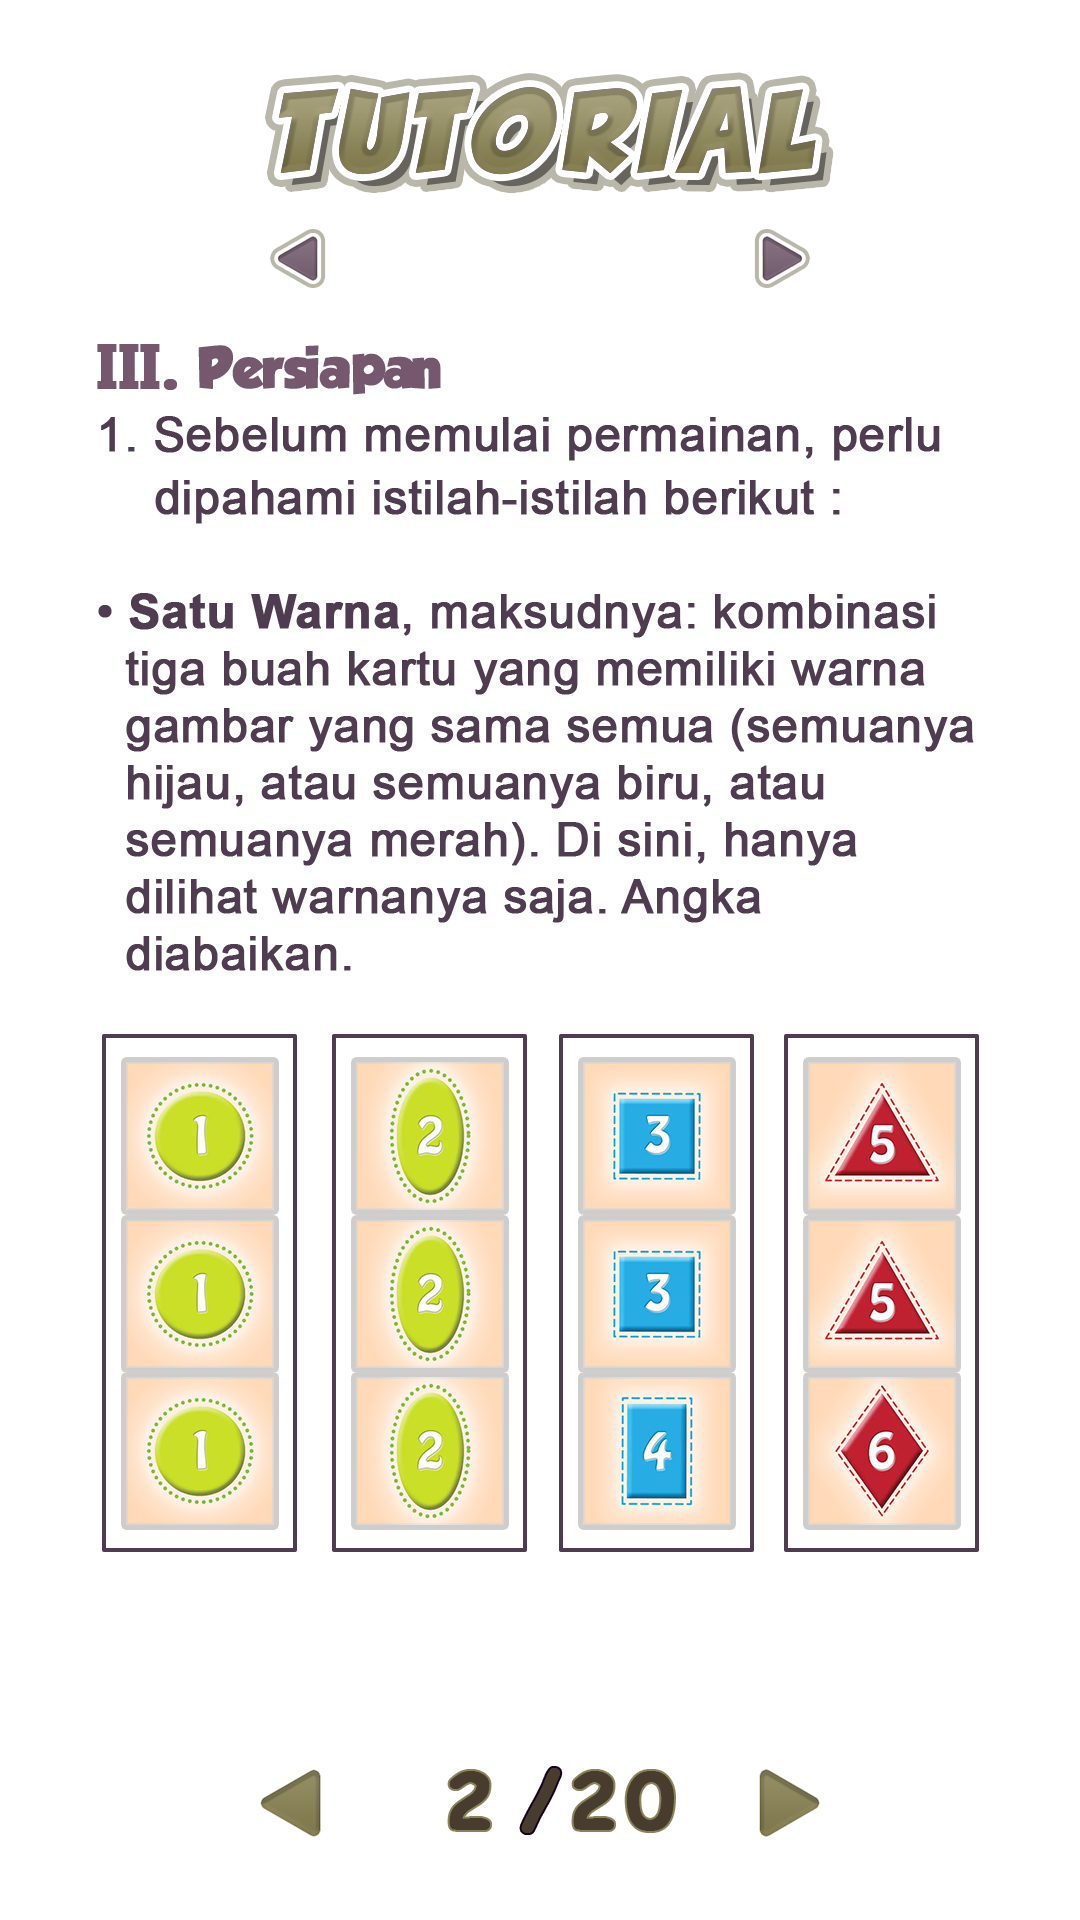 TUTORIAL
III. Persiapan
1. Sebelum memulai permainan, perlu
dipahami istilah-istilah berikut :
• Satu Warna, maksudnya: kombinasi
tiga buah kartu yang memiliki warna
gambar yang sama semua (semuanya
hijau, atau semuanya biru, atau
semuanya merah). Di sini, hanya
dilihat warnanya saja. Angka
diabaikan.
1 2 3 5
1 2 3 5
1 2 4 6
2 /20